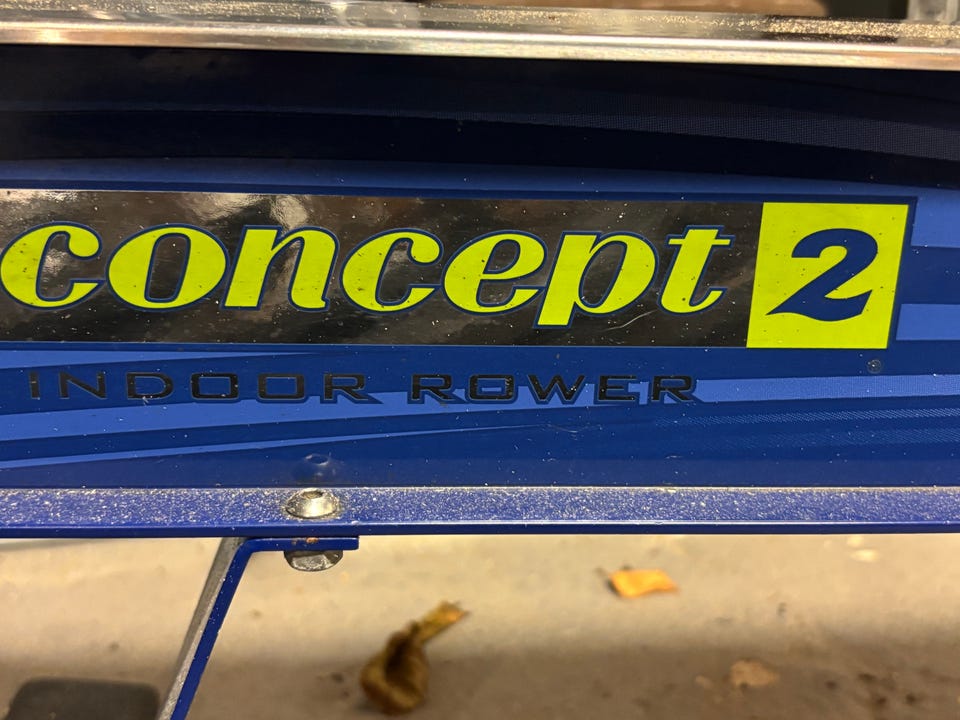 concept 2
INDOOR ROWER